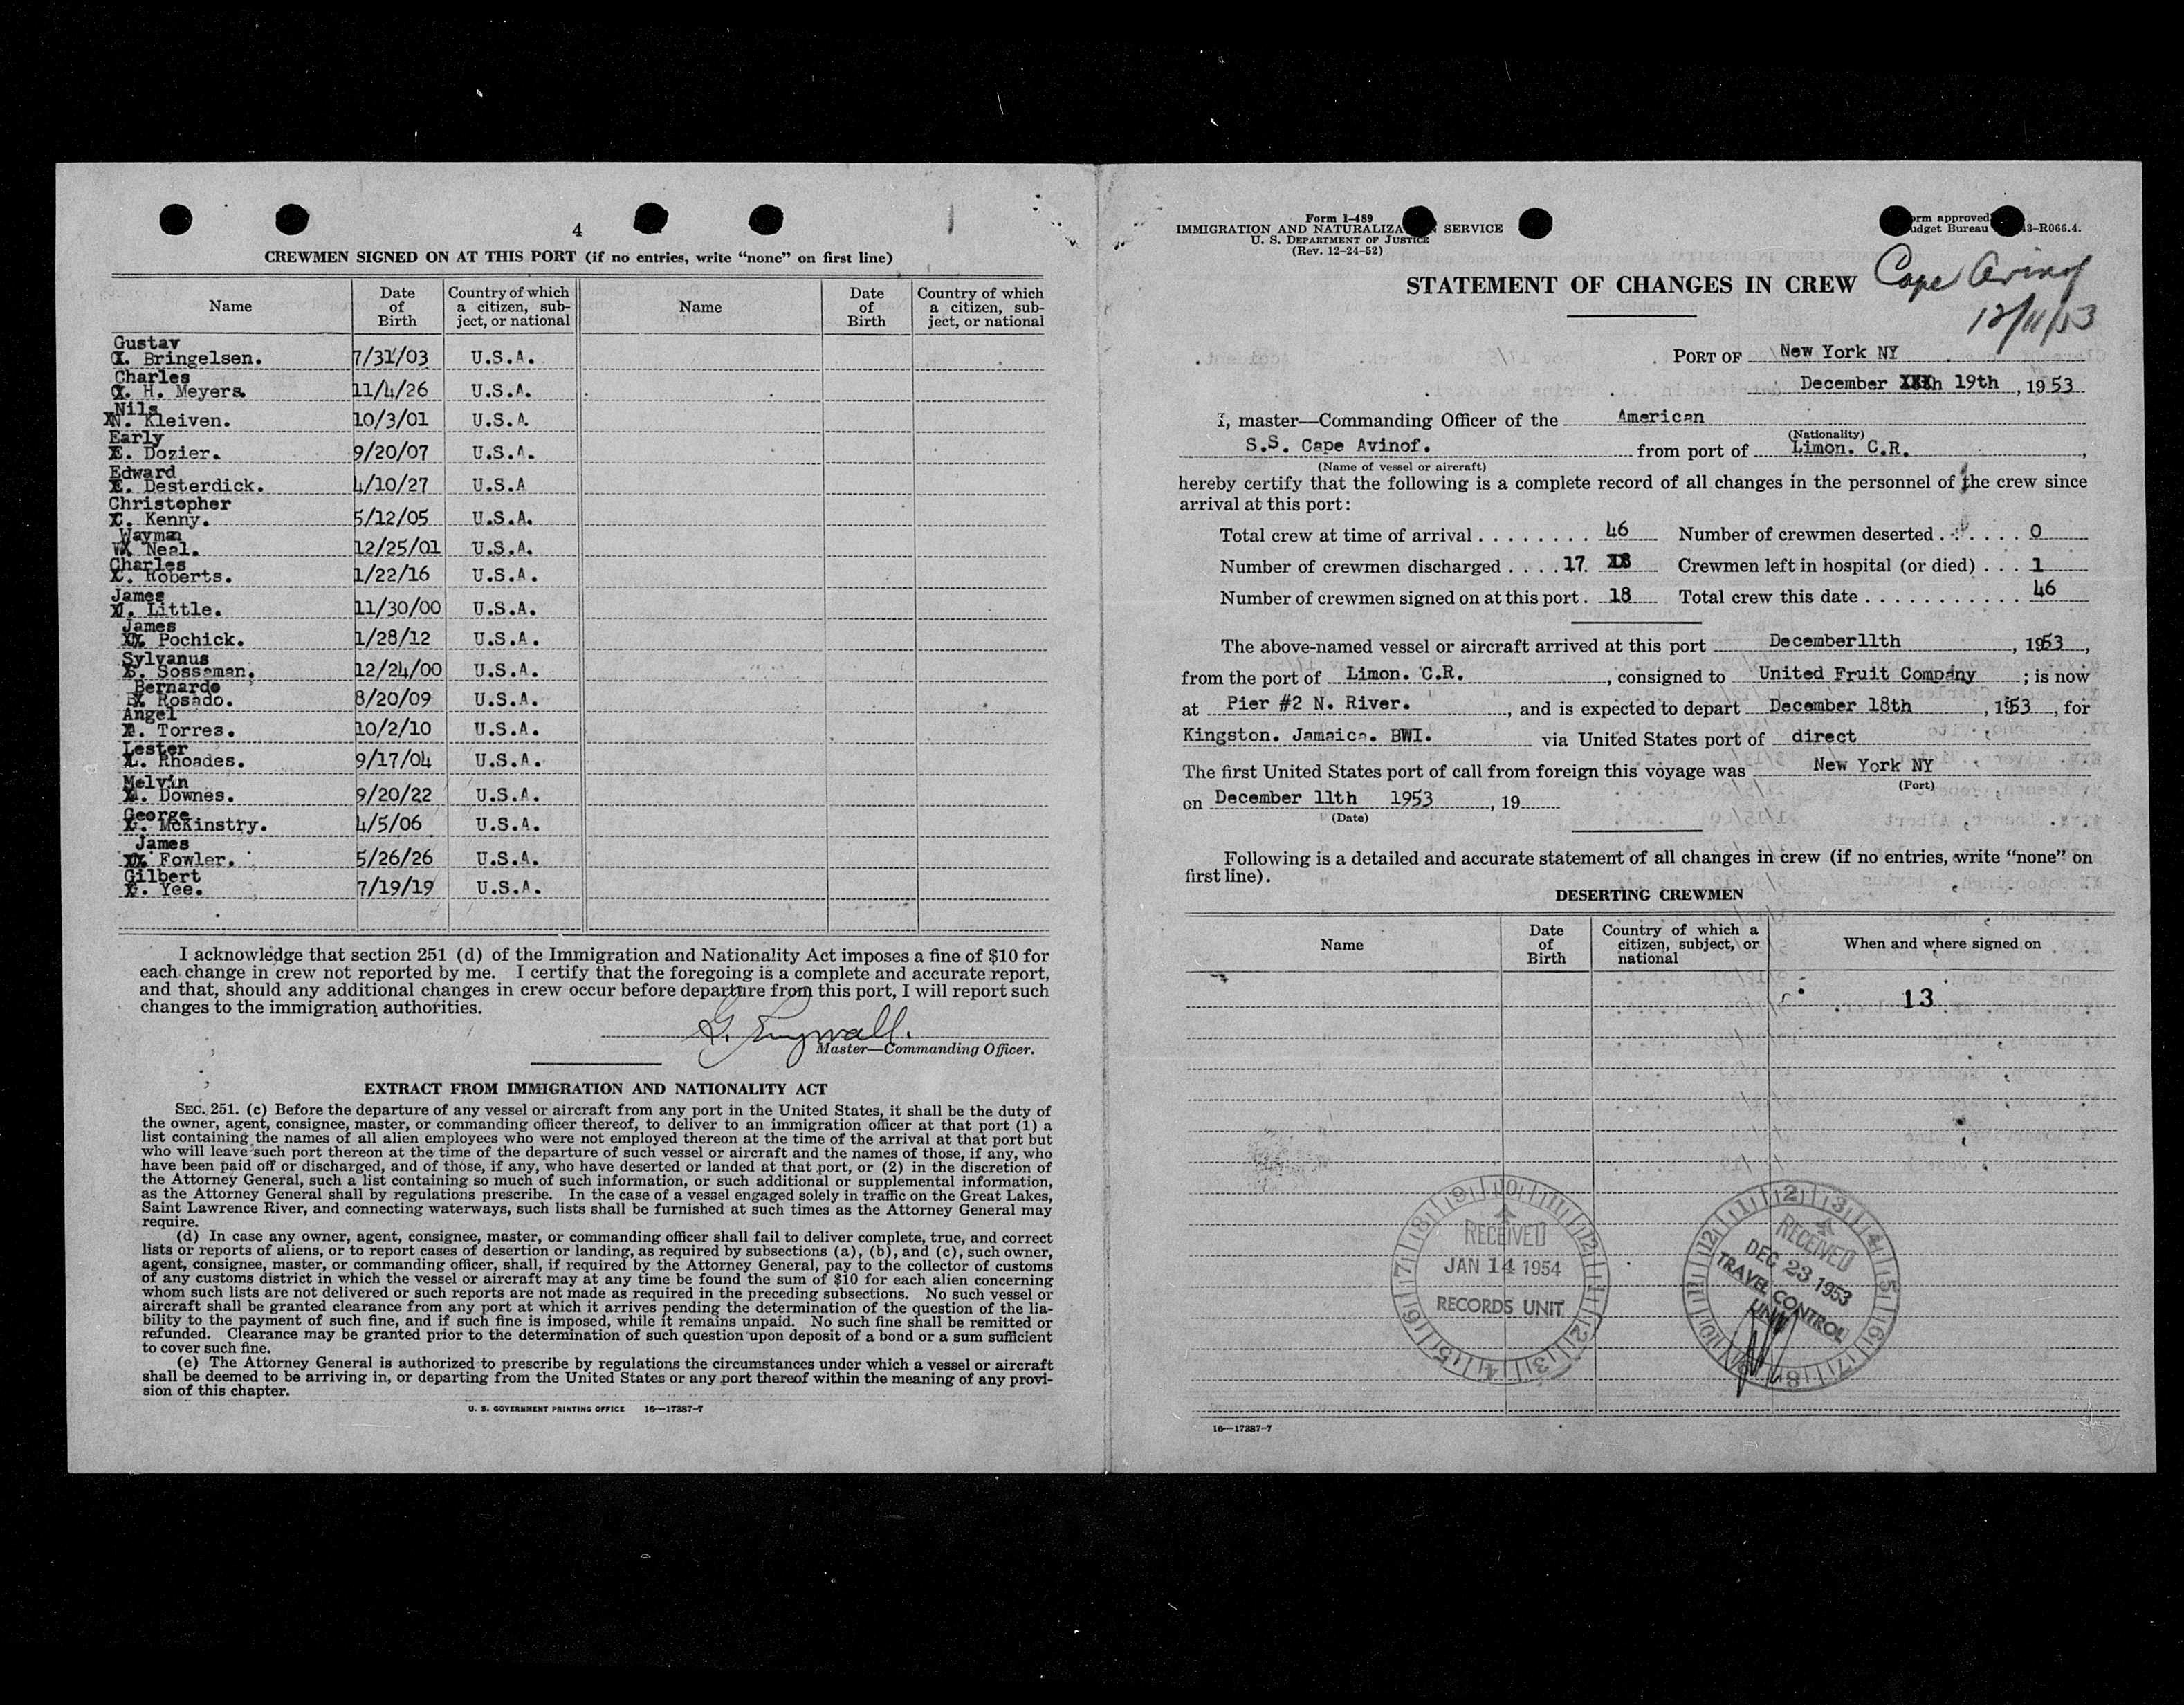 4
CREWMEN SIGNED ON AT THIS PORT (if no entries, write "none" on first line)
Name Date of Birth Country of which a citizen, subject, or national Name Date of Birth Country of which a citizen, subject, or national
Gustav
Bringelsen. 7/31/03 U.S.A.
Charles
H. Meyers. 11/4/26 U.S.A.
Nils
Kleiven. 10/3/01 U.S.A.
Early
Dozier. 9/20/07 U.S.A.
Edward
Desterdick. 4/10/27 U.S.A
Christopher
Kenny. 5/12/05 U.S.A.
Wayman
Neal. 12/25/01 U.S.A.
Charles
Roberts. 1/22/16 U.S.A.
James
Little. 11/30/00 U.S.A.
James
Pochick. 1/28/12 U.S.A.
Sylvanus
Sossaman. 12/24/00 U.S.A.
Bernardo
Rosado. 8/20/09 U.S.A.
Angel
Torres. 10/2/10 U.S.A.
Lester
Rhoades. 9/17/04 U.S.A.
Melvin
Downes. 9/20/22 U.S.A.
George
McKinstry. 4/5/06 U.S.A.
James
Fowler. 5/26/26 U.S.A.
Gilbert
Yee. 7/19/19 U.S.A.
I acknowledge that section 251 (d) of the Immigration and Nationality Act imposes a fine of $10 for
each change in crew not reported by me. I certify that the foregoing is a complete and accurate report,
and that, should any additional changes in crew occur before departure from this port, I will report such
changes to the immigration authorities.
Master—Commanding Officer.
EXTRACT FROM IMMIGRATION AND NATIONALITY ACT
SEC. 251. (c) Before the departure of any vessel or aircraft from any port in the United States, it shall be the duty of
the owner, agent, consignee, master, or commanding officer thereof, to deliver to an immigration officer at that port (1) a
list containing the names of all alien employees who were not employed thereon at the time of the arrival at that port but
who will leave such port thereon at the time of the departure of such vessel or aircraft and the names of those, if any, who
have been paid off or discharged, and of those, if any, who have deserted or landed at that port, or (2) in the discretion of
the Attorney General, such a list containing so much of such information, or such additional or supplemental information,
as the Attorney General shall by regulations prescribe. In the case of a vessel engaged solely in traffic on the Great Lakes,
Saint Lawrence River, and connecting waterways, such lists shall be furnished at such times as the Attorney General may
require.
(d) In case any owner, agent, consignee, master, or commanding officer shall fail to deliver complete, true, and correct
lists or reports of aliens, or to report cases of desertion or landing, as required by subsections (a), (b), and (c), such owner,
agent, consignee, master, or commanding officer, shall, if required by the Attorney General, pay to the collector of customs
of any customs district in which the vessel or aircraft may at any time be found the sum of $10 for each alien concerning
whom such lists are not delivered or such reports are not made as required in the preceding subsections. No such vessel or
aircraft shall be granted clearance from any port at which it arrives pending the determination of the question of the lia-
bility to the payment of such fine, and if such fine is imposed, while it remains unpaid. No such fine shall be remitted or
refunded. Clearance may be granted prior to the determination of such question upon deposit of a bond or a sum sufficient
to cover such fine.
(e) The Attorney General is authorized to prescribe by regulations the circumstances under which a vessel or aircraft
shall be deemed to be arriving in, or departing from the United States or any port thereof within the meaning of any provi-
sion of this chapter.
U. S. GOVERNMENT PRINTING OFFICE 16—17387-7
Form I-489
IMMIGRATION AND NATURALIZA SERVICE
U. S. DEPARTMENT OF JUSTICE
(Rev. 12-24-52)
orm approved
udget Bureau 43-R066.4.
STATEMENT OF CHANGES IN CREW
Cape Avinof
12/11/53
PORT OF New York NY
December 19th, 1953
I, master—Commanding Officer of the American
(Nationality)
S.S. Cape Avinof. from port of Limon. C.R.,
(Name of vessel or aircraft)
hereby certify that the following is a complete record of all changes in the personnel of the crew since
arrival at this port:
Total crew at time of arrival . . . . . . . . 46 Number of crewmen deserted . . . . . . 0
Number of crewmen discharged . . . . 17. Crewmen left in hospital (or died) . . . 1
Number of crewmen signed on at this port . 18 Total crew this date . . . . . . . . . . . 46
The above-named vessel or aircraft arrived at this port December11th, 1953,
from the port of Limon. C.R., consigned to United Fruit Company; is now
at Pier #2 N. River., and is expected to depart December 18th, 1953, for
Kingston. Jamaica. BWI. via United States port of direct
The first United States port of call from foreign this voyage was New York NY
(Port)
on December 11th 1953, 19
(Date)
Following is a detailed and accurate statement of all changes in crew (if no entries, write "none" on
first line).
DESERTING CREWMEN
Name Date of Birth Country of which a citizen, subject, or national When and where signed on
13
RECEIVED
JAN 14 1954
RECORDS UNIT
RECEIVED
DEC 23 1953
TRAVEL CONTROL
UNIT
16—17387-7